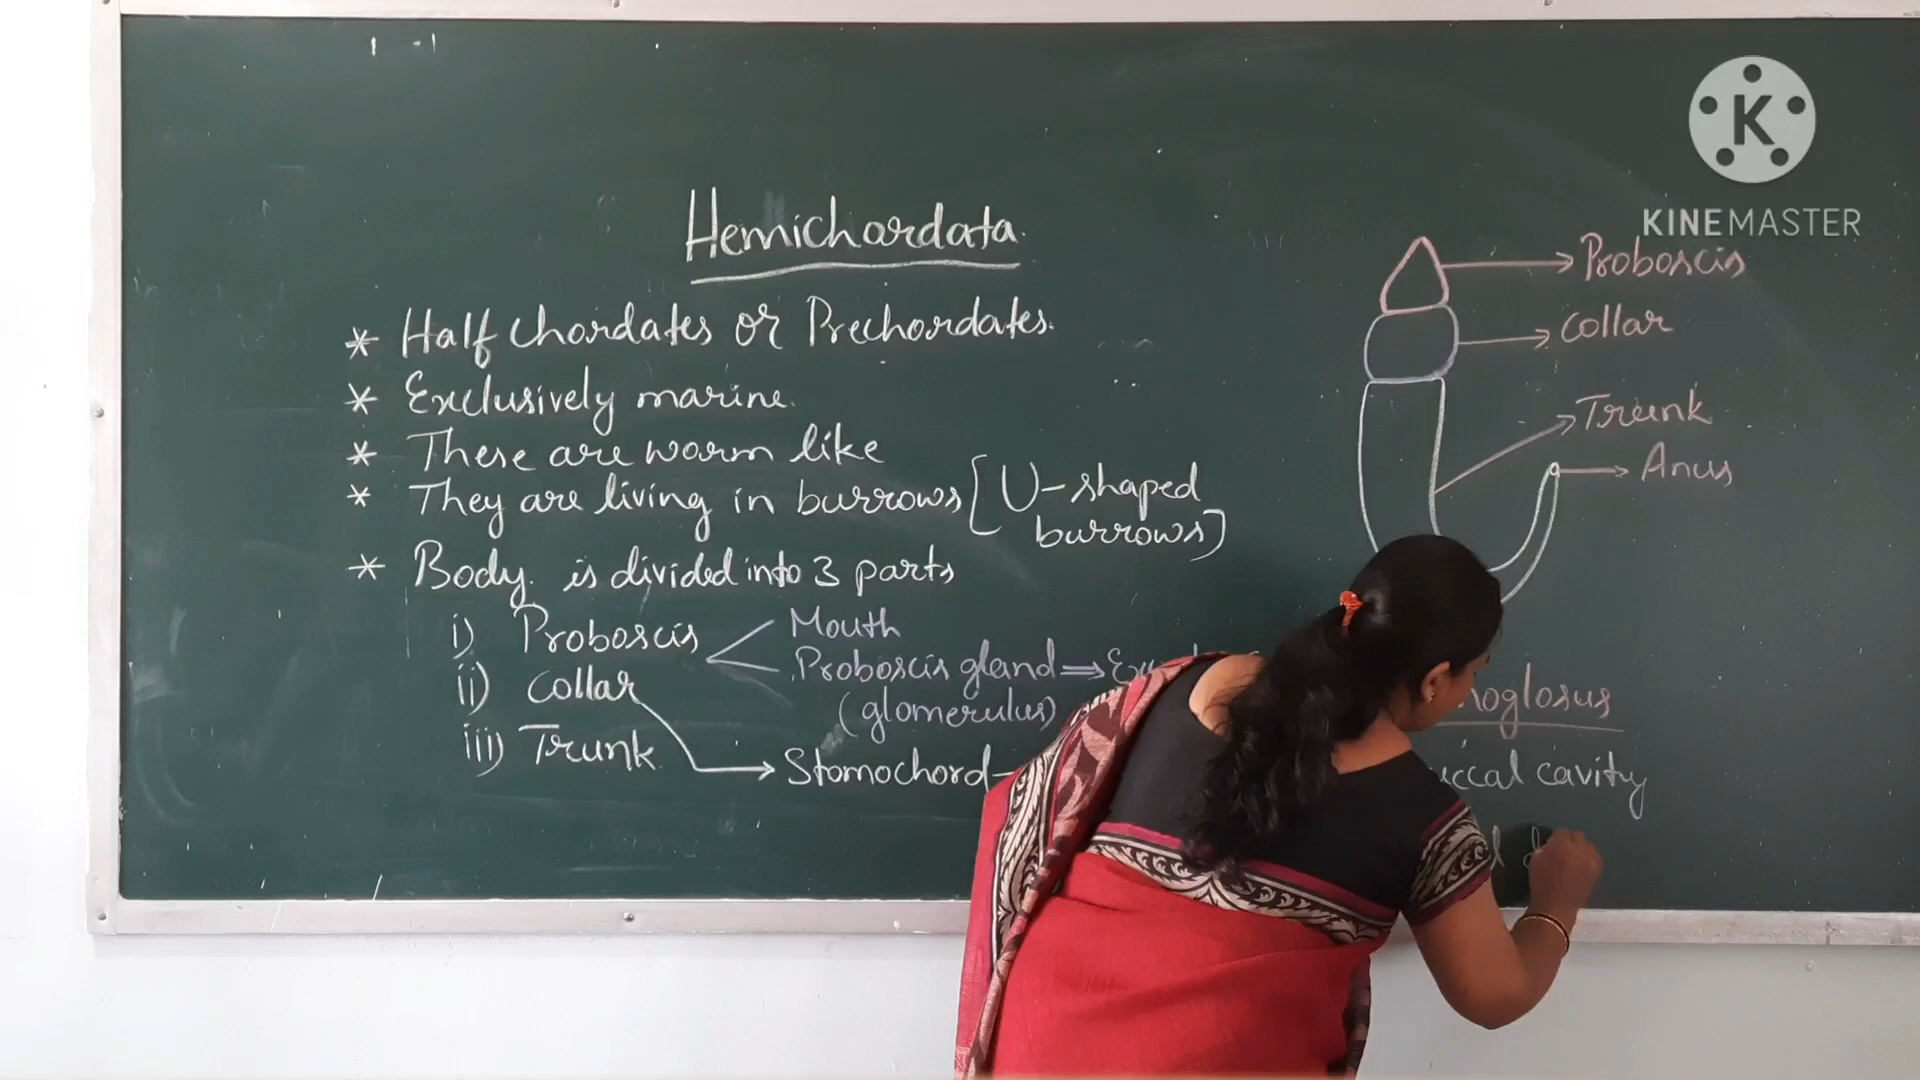 Hemichordata.
* Half chordates or Prechordates.
* Exclusively marine.
* These are worm like
* They are living in burrows [U-shaped
burrows]
* Body. is divided into 3 parts
i) Proboscis
Mouth
Proboscis gland ⇒
(glomerulus)
ii) Collar
iii) Trunk.
Stomochord
Proboscis
Collar
Trunk
Anus
cavity
K
KINEMASTER